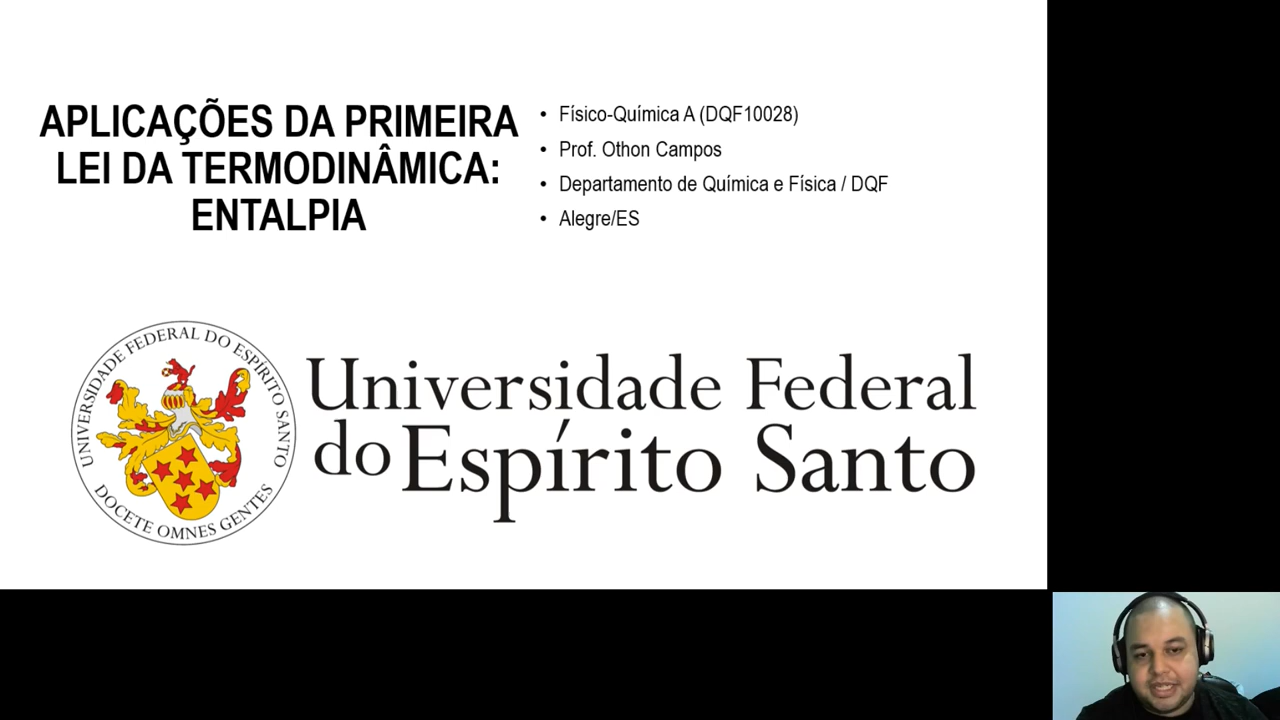 APLICAÇÕES DA PRIMEIRA
LEI DA TERMODINÂMICA:
ENTALPIA
• Físico-Química A (DQF10028)
• Prof. Othon Campos
• Departamento de Química e Física / DQF
• Alegre/ES
UNIVERSIDADE FEDERAL DO ESPIRITO SANTO
DOCETE OMNES GENTES
Universidade Federal
do Espírito Santo